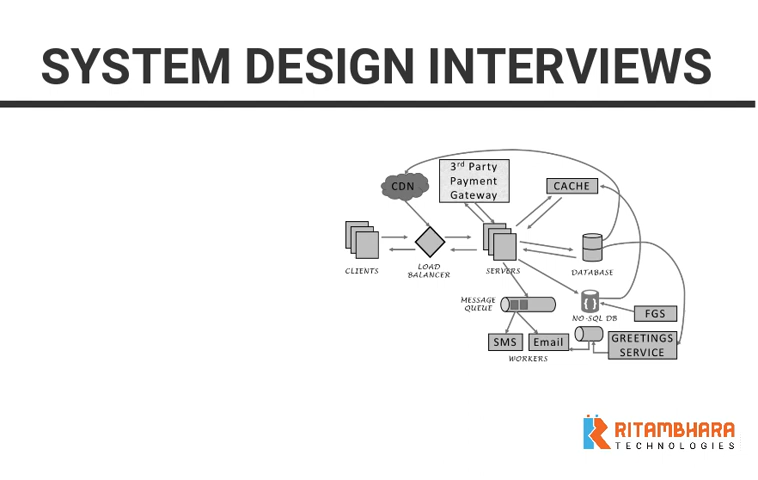 SYSTEM DESIGN INTERVIEWS
3rd Party
Payment
Gateway
CDN
CACHE
CLIENTS
LOAD
BALANCER
SERVERS
DATABASE
MESSAGE
QUEUE
{ }
NO-SQL DB
FGS
SMS
Email
WORKERS
GREETINGS
SERVICE
RITAMBHARA
TECHNOLOGIES